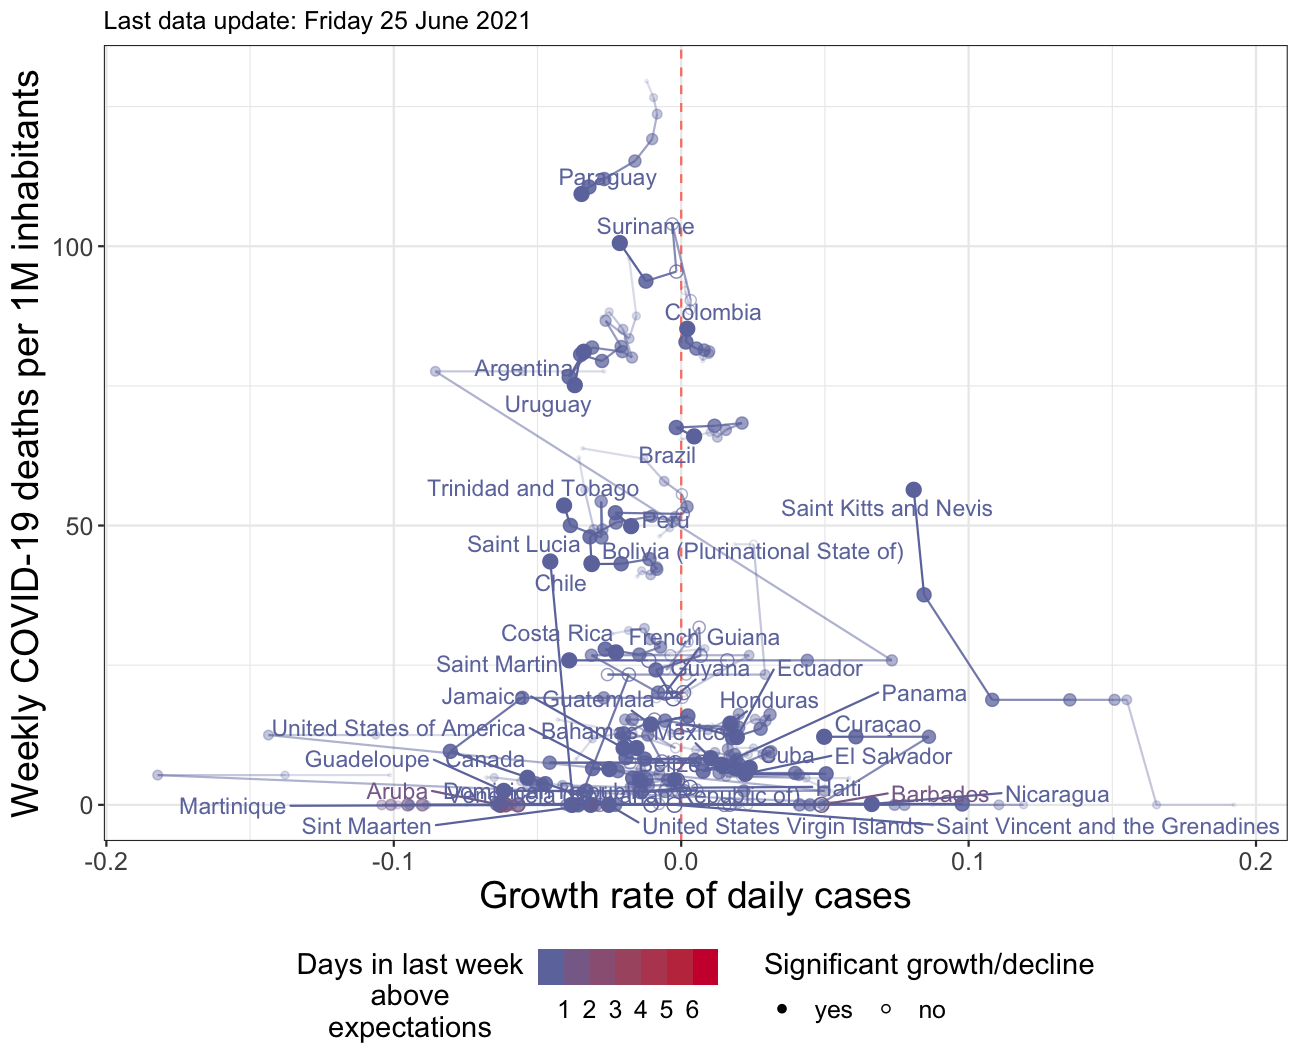 Last data update: Friday 25 June 2021
Weekly COVID-19 deaths per 1M inhabitants
Paraguay
Suriname
100
Colombia
Argentina
Uruguay
Brazil
Trinidad and Tobago
Saint Kitts and Nevis
Peru
50
Saint Lucia
Bolivia (Plurinational State of)
Chile
Costa Rica
French Guiana
Saint Martin
Guyana
Ecuador
Jamaica
Guatemala
Honduras
Panama
United States of America
Bahamas
Mexico
Curaçao
Guadeloupe
Canada
Belize
Cuba
El Salvador
Aruba
Haiti
Barbados
Nicaragua
0
Martinique
Sint Maarten
United States Virgin Islands
Saint Vincent and the Grenadines
-0.2
-0.1
0.0
0.1
0.2
Growth rate of daily cases
Days in last week
above
expectations
1 2 3 4 5 6
Significant growth/decline
yes
no